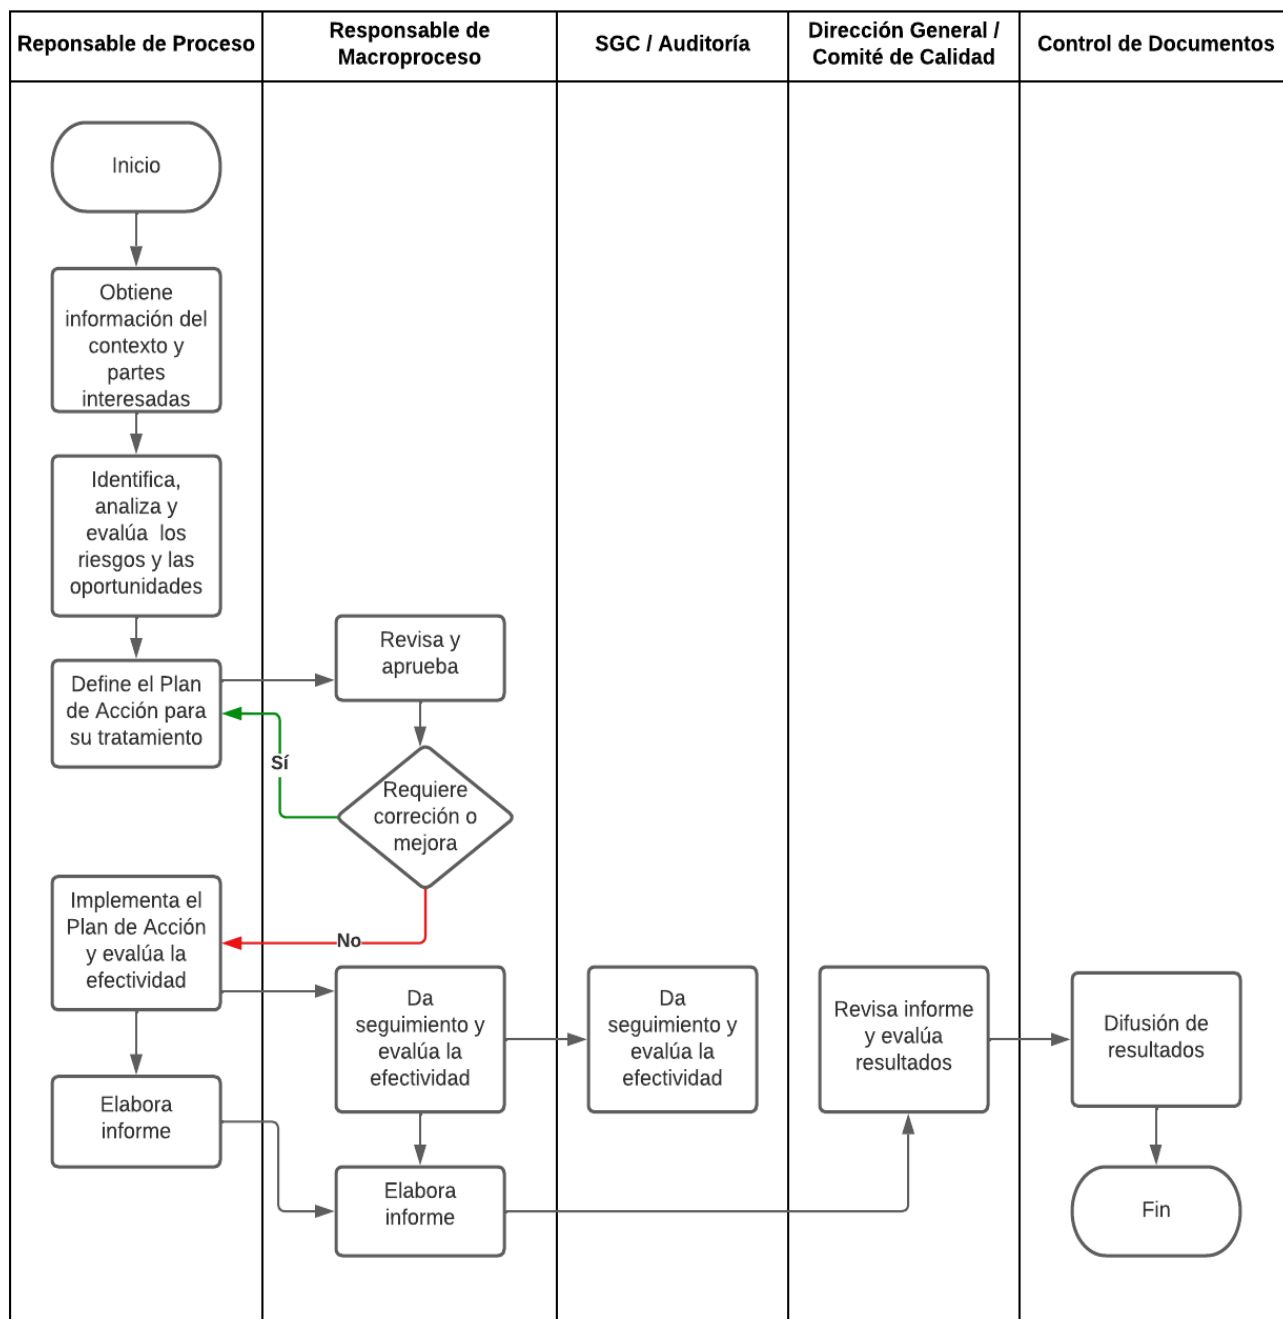 Reponsable de Proceso
Responsable de
Macroproceso
SGC / Auditoría
Dirección General /
Comité de Calidad
Control de Documentos
Inicio
Obtiene
información del
contexto y
partes
interesadas
Identifica,
analiza y
evalúa los
riesgos y las
oportunidades
Define el Plan
de Acción para
su tratamiento
Revisa y
aprueba
Sí
Requiere
correción o
mejora
No
Implementa el
Plan de Acción
y evalúa la
efectividad
Da
seguimiento y
evalúa la
efectividad
Da
seguimiento y
evalúa la
efectividad
Revisa informe
y evalúa
resultados
Difusión de
resultados
Elabora
informe
Elabora
informe
Fin